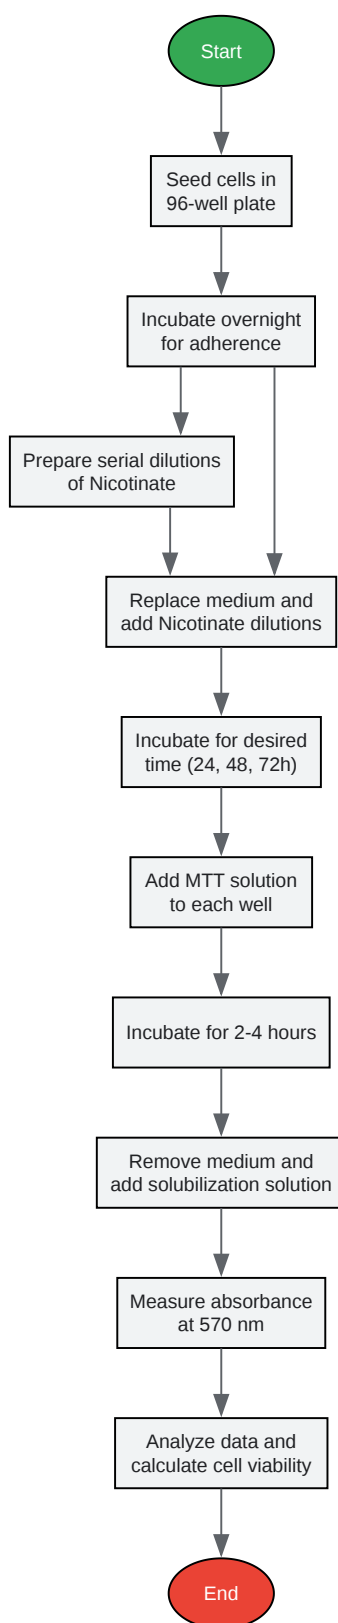 Start
Seed cells in
96-well plate
Incubate overnight
for adherence
Prepare serial dilutions
of Nicotinate
Replace medium and
add Nicotinate dilutions
Incubate for desired
time (24, 48, 72h)
Add MTT solution
to each well
Incubate for 2-4 hours
Remove medium and
add solubilization solution
Measure absorbance
at 570 nm
Analyze data and
calculate cell viability
End